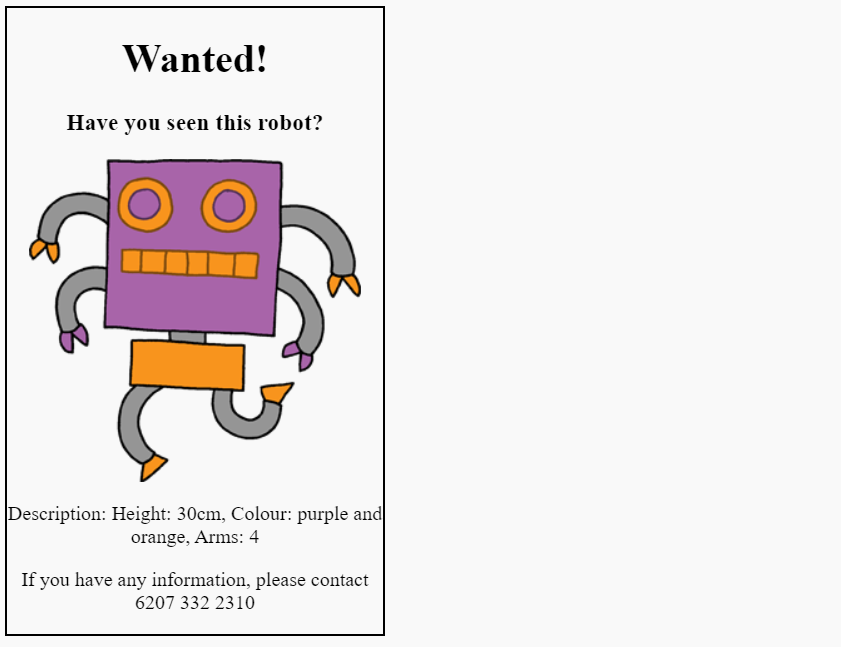 Wanted!
Have you seen this robot?
Description: Height: 30cm, Colour: purple and
orange, Arms: 4
If you have any information, please contact
6207 332 2310